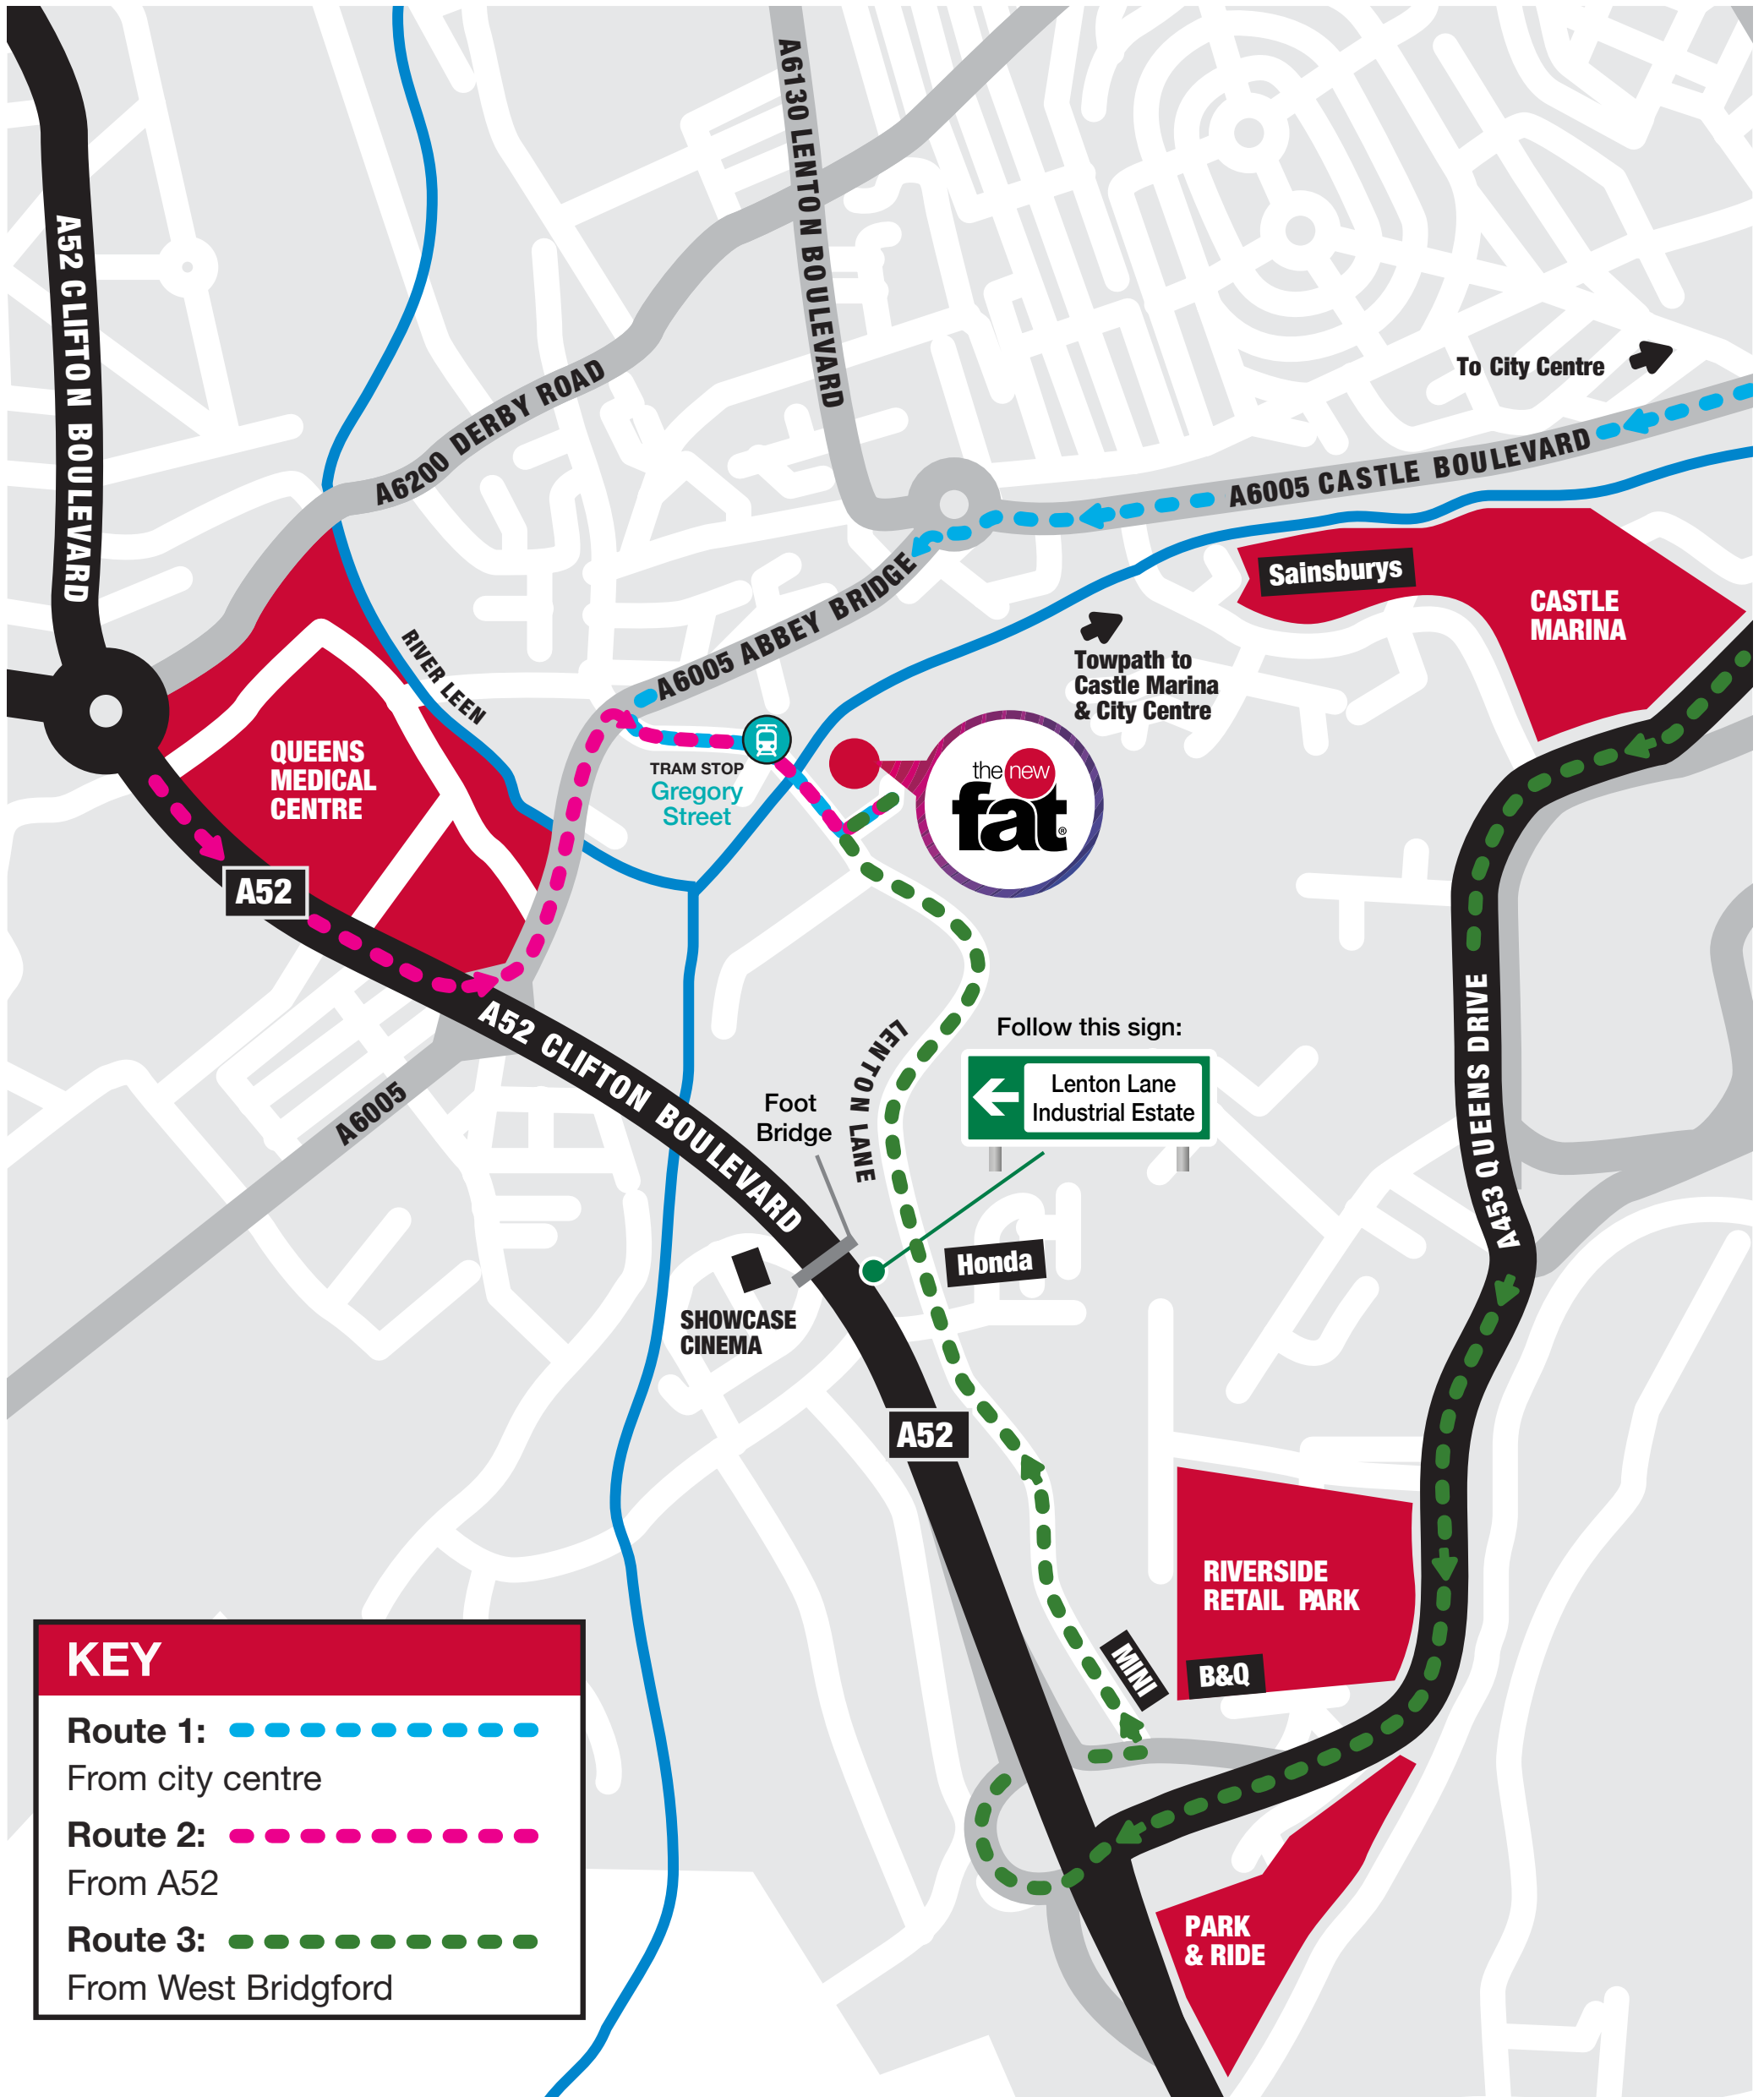 A6130 LENTON BOULEVARD
A52 CLIFTON BOULEVARD
To City Centre
A6200 DERBY ROAD
A6005 CASTLE BOULEVARD
Sainsburys
CASTLE
MARINA
A6005 ABBEY BRIDGE
RIVER LEEN
Towpath to
Castle Marina
& City Centre
QUEENS
MEDICAL
CENTRE
TRAM STOP
Gregory
Street
the new
fat®
A52
A52 CLIFTON BOULEVARD
A453 QUEENS DRIVE
LENTON LANE
Follow this sign:
Lenton Lane
Industrial Estate
A6005
Foot
Bridge
Honda
SHOWCASE
CINEMA
A52
RIVERSIDE
RETAIL PARK
MINI
B&Q
KEY
Route 1:
From city centre
Route 2:
From A52
Route 3:
From West Bridgford
PARK
& RIDE